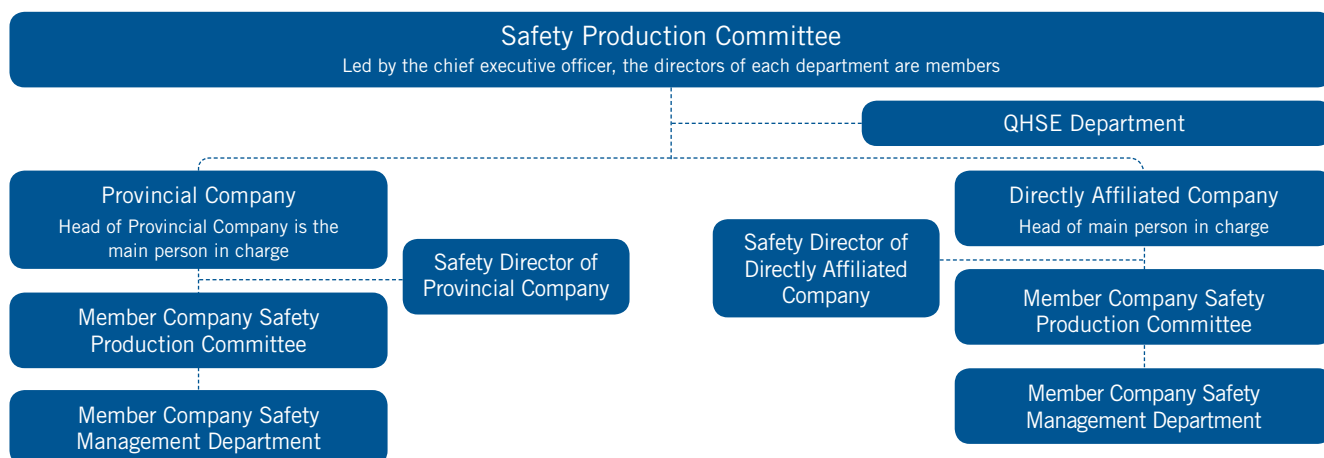 Safety Production Committee
Led by the chief executive officer, the directors of each department are members
QHSE Department
Provincial Company
Head of Provincial Company is the
main person in charge
Safety Director of
Provincial Company
Member Company Safety
Production Committee
Member Company Safety
Management Department
Directly Affiliated Company
Head of main person in charge
Safety Director of
Directly Affiliated
Company
Member Company Safety
Production Committee
Member Company Safety
Management Department